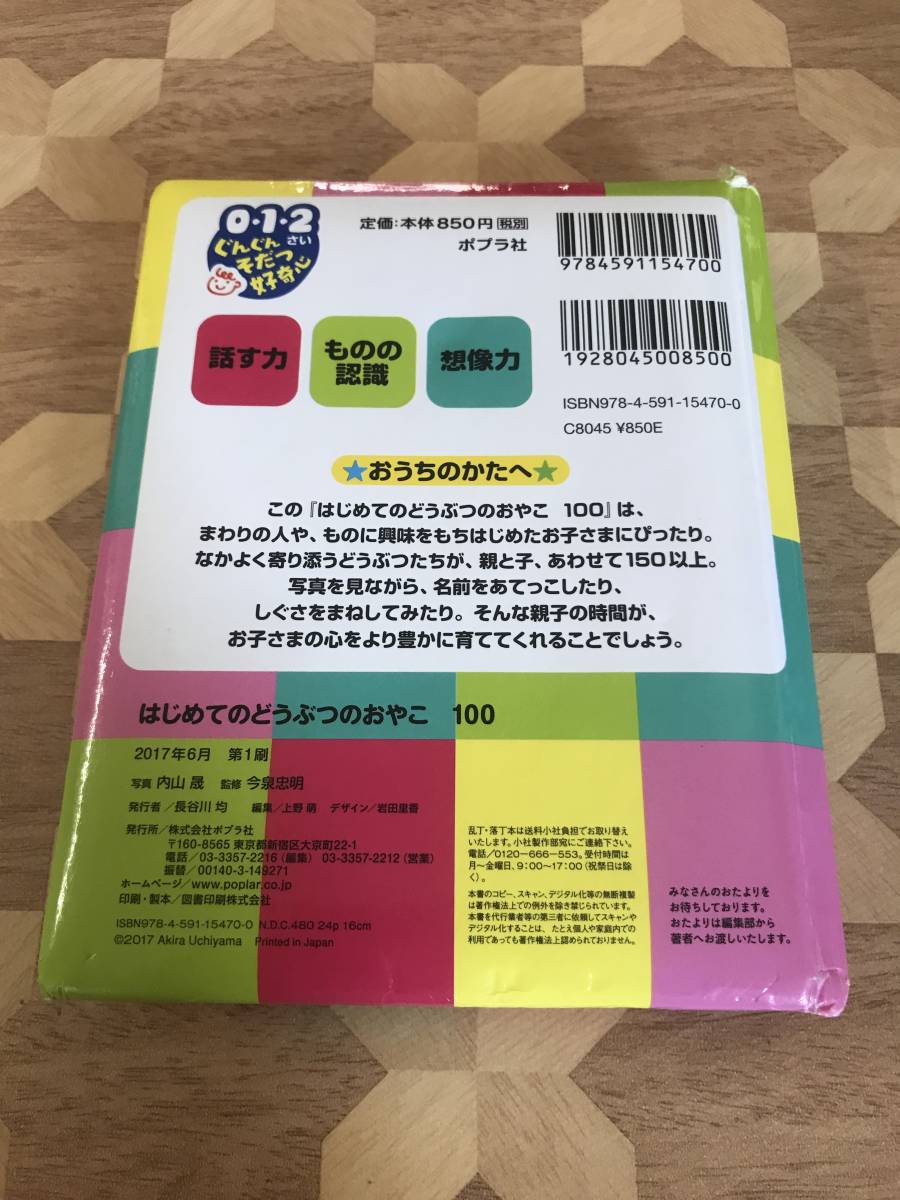 0・1・2
さい
ぐんぐん
そだつ
好奇心
定価:本体850円 税別
ポプラ社
9784591154700
1928045008500
ISBN978-4-591-15470-0
C8045 ¥850E
話す力
ものの
認識
想像力
★おうちのかたへ★
この『はじめてのどうぶつのおやこ 100』は、
まわりの人や、ものに興味をもちはじめたお子さまにぴったり。
なかよく寄り添うどうぶつたちが、親と子、あわせて150以上。
写真を見ながら、名前をあてっこしたり、
しぐさをまねしてみたり。そんな親子の時間が、
お子さまの心をより豊かに育ててくれることでしょう。
はじめてのどうぶつのおやこ 100
2017年6月 第1刷
写真 内山 晟 監修 今泉忠明
発行者/長谷川 均 編集/上野 萌 デザイン/岩田里香
発行所/株式会社ポプラ社
〒160-8565 東京都新宿区大京町22-1
電話/03-3357-2216(編集) 03-3357-2212(営業)
振替/00140-3-149271
ホームページ/www.poplar.co.jp
印刷・製本/図書印刷株式会社
ISBN978-4-591-15470-0 N.D.C.480 24p 16cm
©2017 Akira Uchiyama Printed in Japan
乱丁・落丁本は送料小社負担でお取り替え
いたします。小社製作部宛にご連絡下さい。
電話/0120-666-553。受付時間は
月〜金曜日、9:00〜17:00(祝祭日は除
く)。
本書のコピー、スキャン、デジタル化等の無断複製
は著作権法上での例外を除き禁じられています。
本書を代行業者等の第三者に依頼してスキャンや
デジタル化することは、たとえ個人や家庭内での
利用であっても著作権法上認められておりません。
みなさんのおたよりを
お待ちしております。
おたよりは編集部から
著者へお渡しいたします。